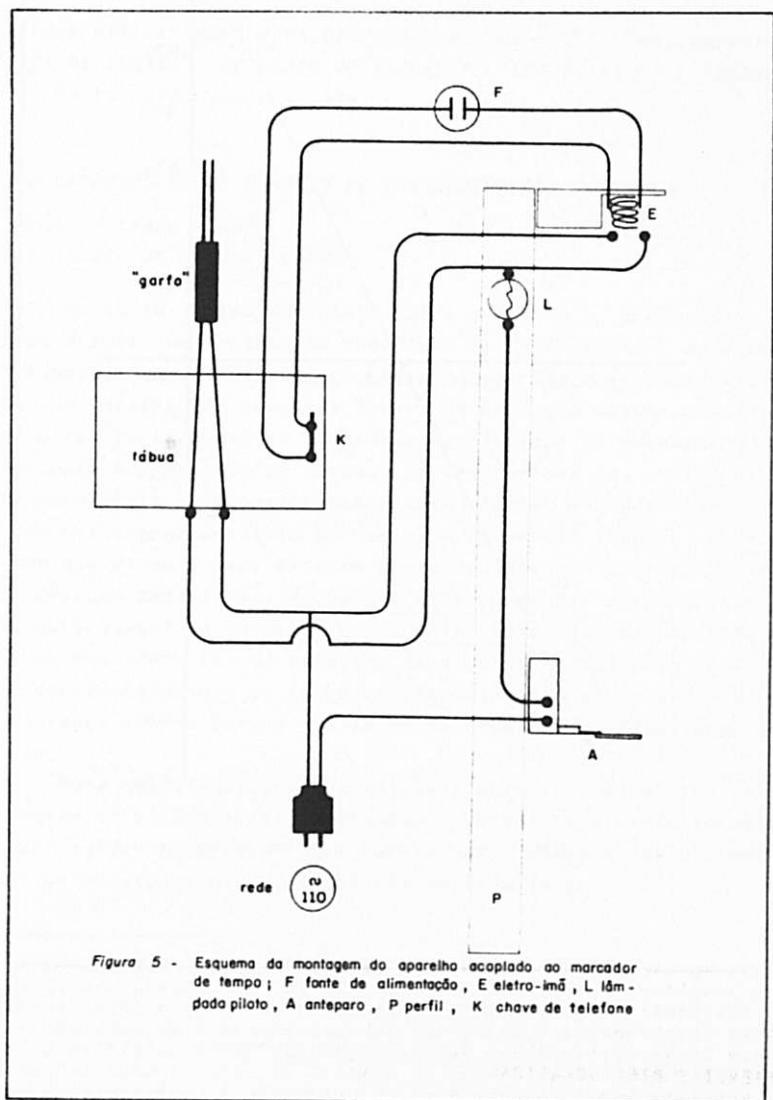 F
E
"garfo"
L
K
tábua
A
rede
~
110
P
Figura 5 - Esquema da montagem do aparelho acoplado ao marcador
de tempo; F fonte de alimentação, E eletro-imã, L lâm-
pada piloto, A anteparo, P perfil, K chave de telefone